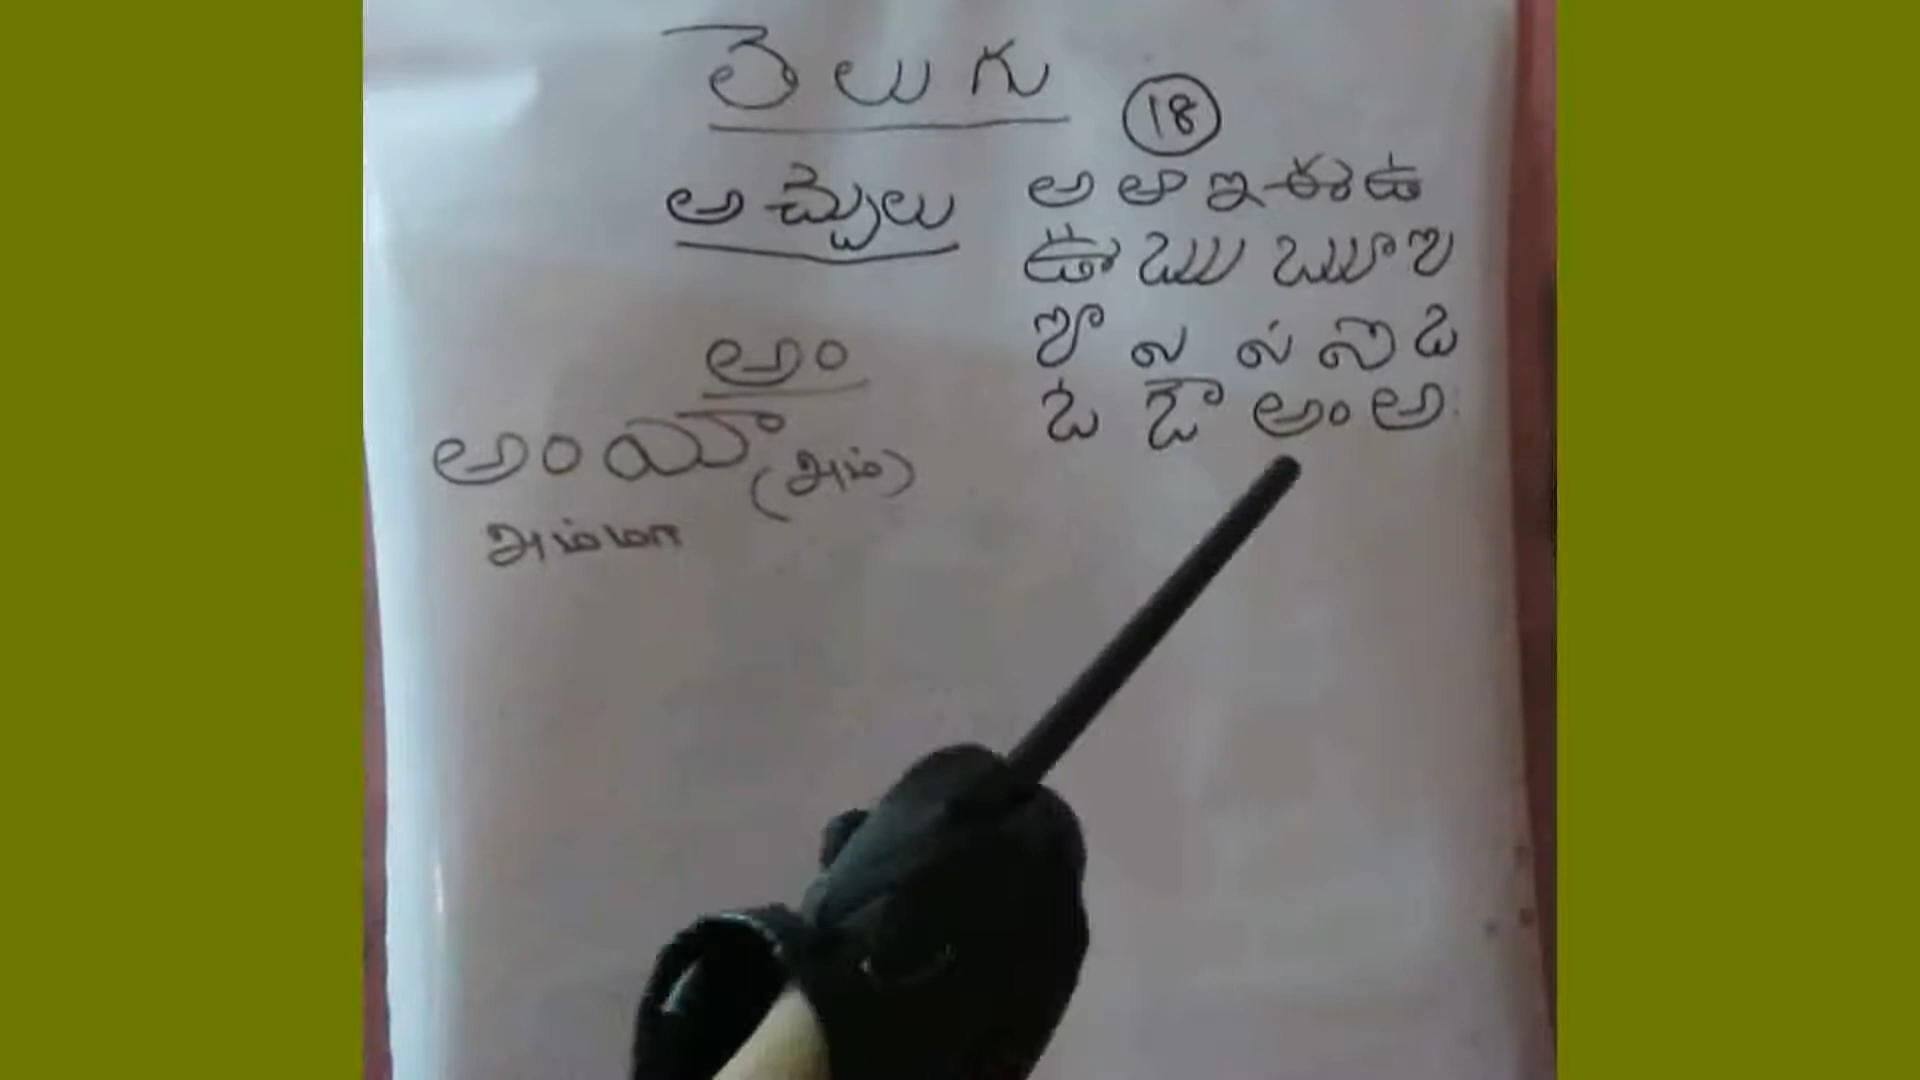 తెలుగు
18
అచ్చులు
అ ఆ ఇ ఈ ఉ
ఊ ఋ ౠ ఌ
ౡ ఎ ఏ ఐ ఒ
ఓ ఔ అం అః
అం
అంమా
(அம்)
அம்மா